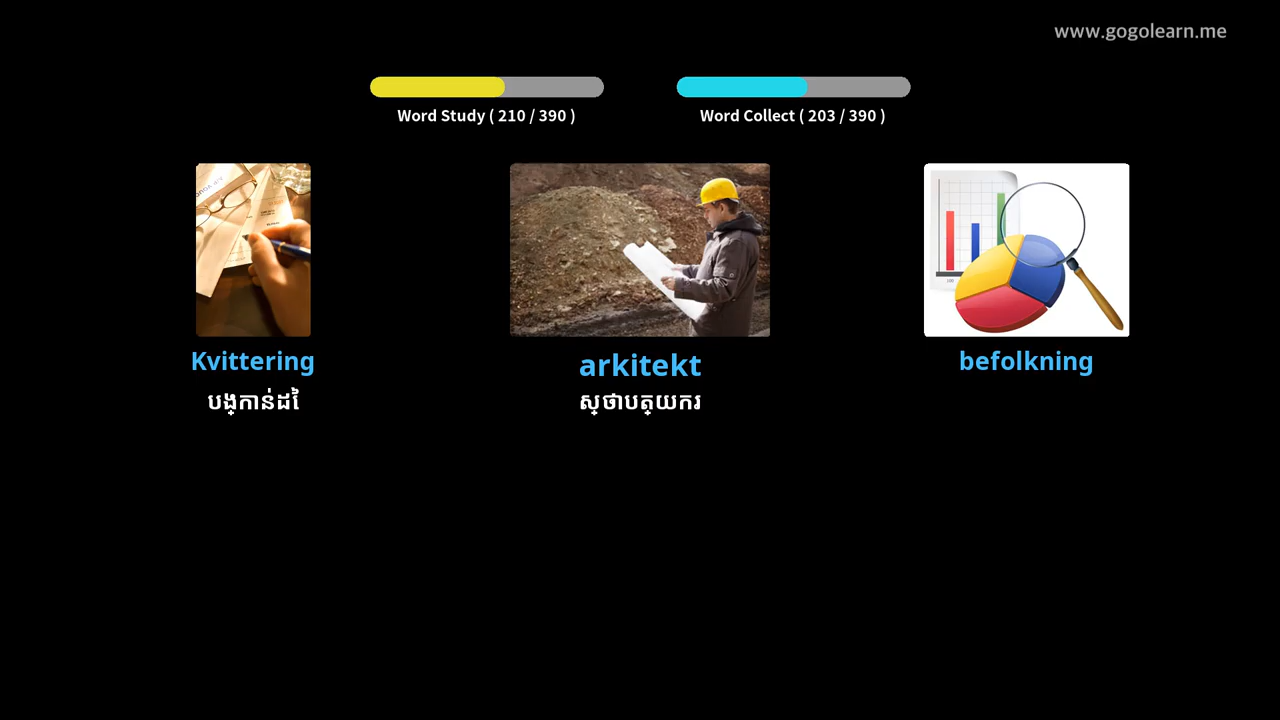 www.gogolearn.me
Word Study ( 210 / 390 )
Word Collect ( 203 / 390 )
Kvittering
arkitekt
befolkning
បង្កាន់ដៃ
ស្ថាបត្យករ